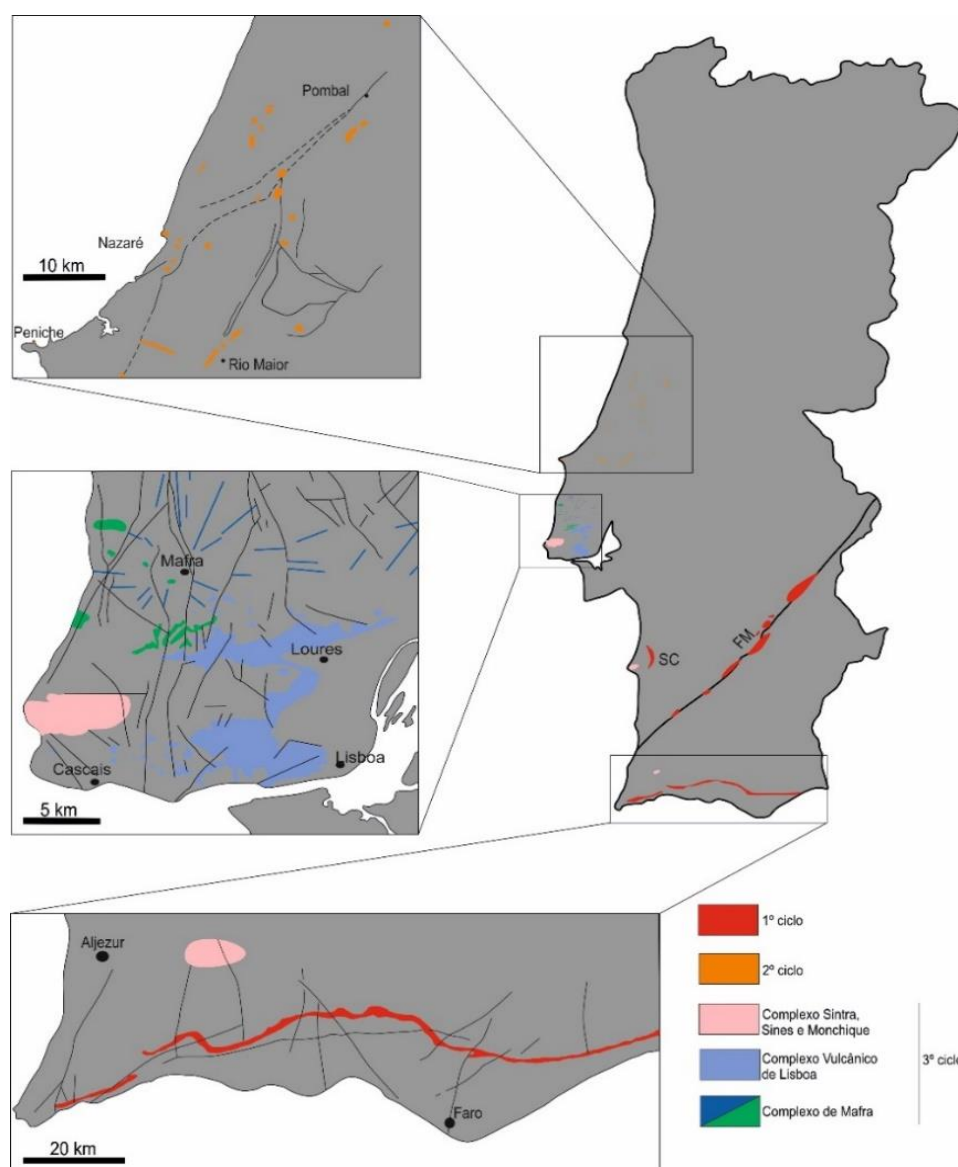 Pombal
Nazaré
10 km
Peniche
Rio Maior
Mafra
Loures
Cascais
Lisboa
5 km
FM
SC
Aljezur
Faro
20 km
1º ciclo
2º ciclo
Complexo Sintra,
Sines e Monchique
Complexo Vulcânico
de Lisboa
3º ciclo
Complexo de Mafra